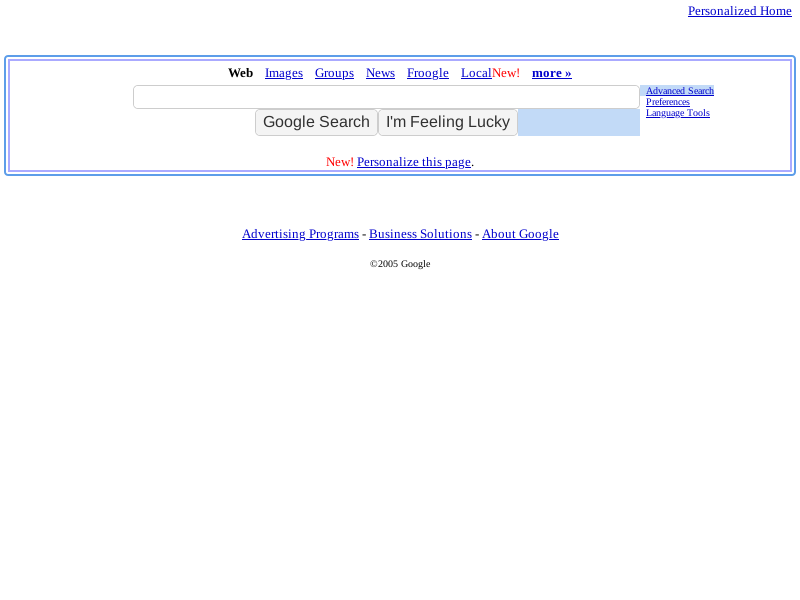 Personalized Home
Web Images Groups News Froogle LocalNew! more »
Advanced Search
Preferences
Language Tools
Google Search I'm Feeling Lucky
New! Personalize this page.
Advertising Programs - Business Solutions - About Google
©2005 Google